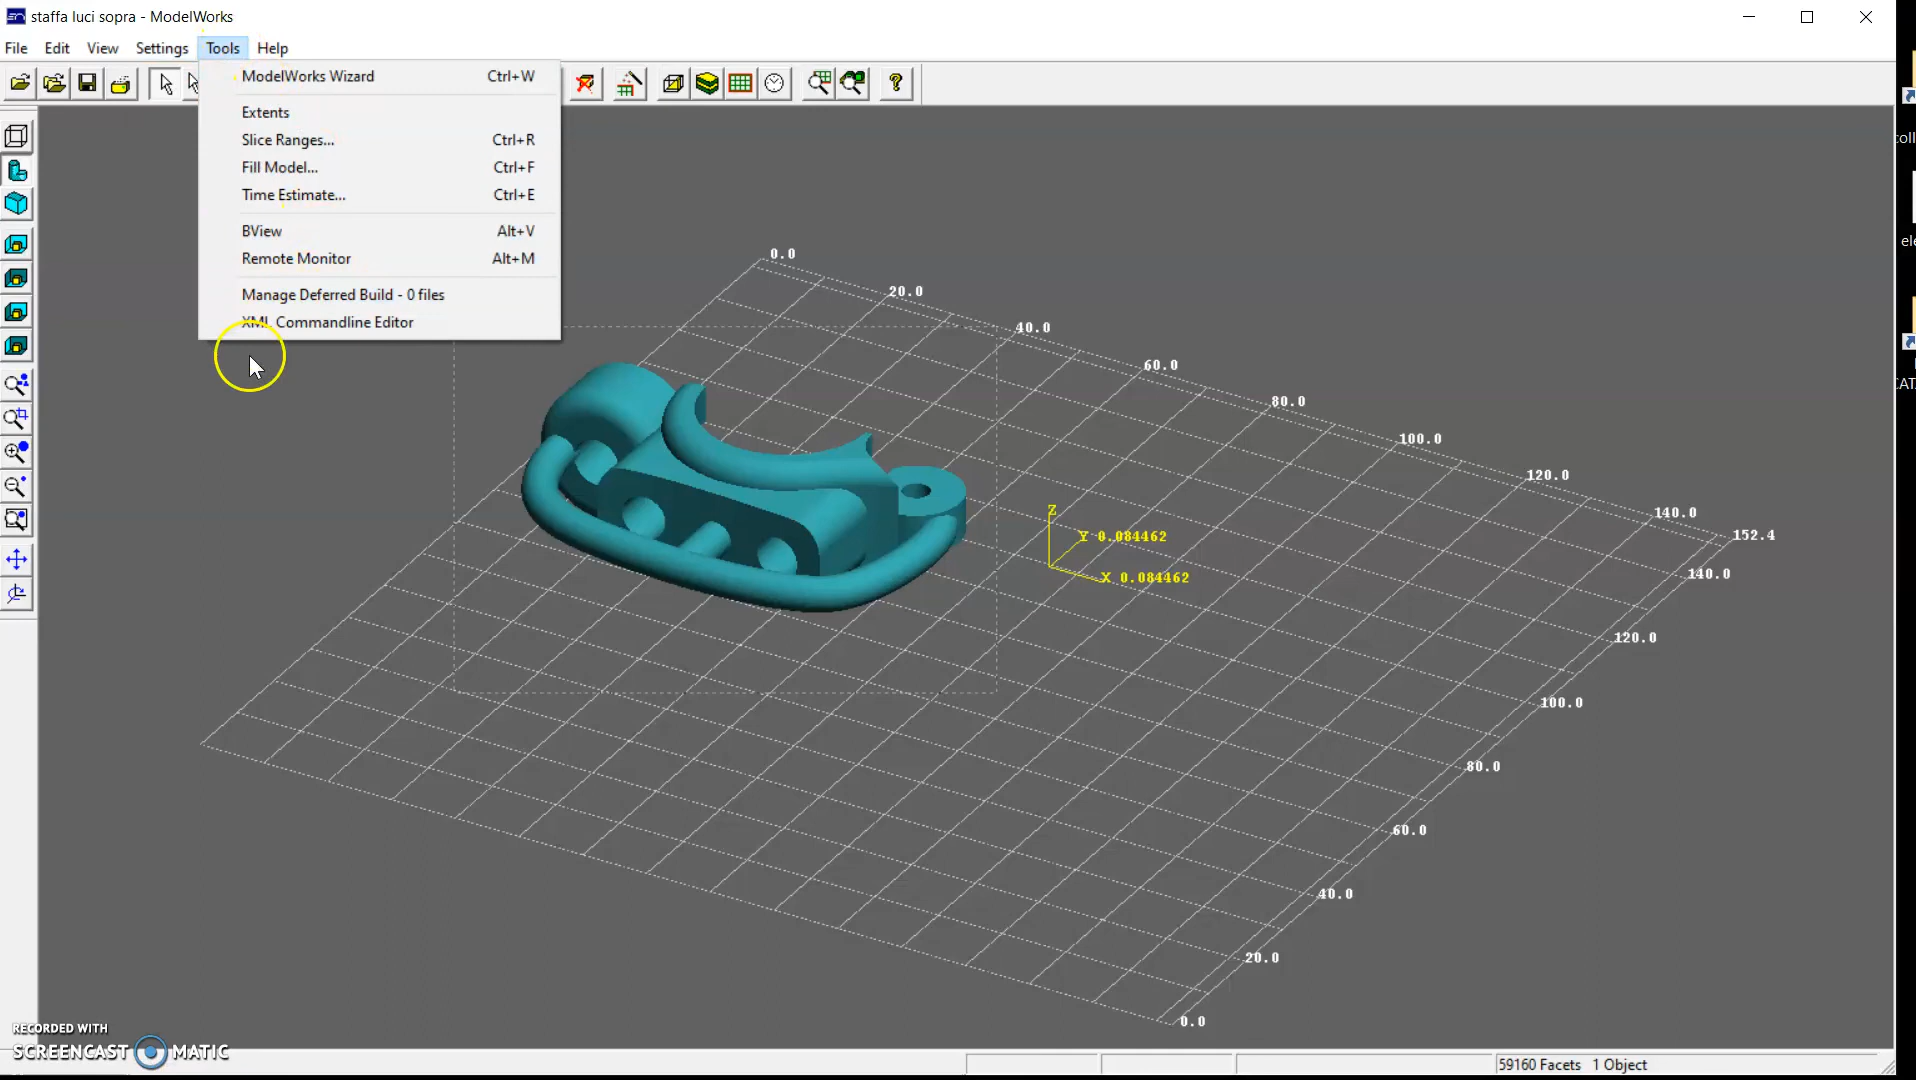 staffa luci sopra - ModelWorks
File Edit View Settings Tools Help
ModelWorks Wizard Ctrl+W
Extents
Slice Ranges... Ctrl+R
Fill Model... Ctrl+F
Time Estimate... Ctrl+E
BView Alt+V
Remote Monitor Alt+M
Manage Deferred Build - 0 files
XML Commandline Editor
0.0
20.0
40.0
60.0
80.0
100.0
120.0
140.0
152.4
140.0
120.0
100.0
80.0
60.0
40.0
20.0
0.0
Z
Y 0.084462
X 0.084462
RECORDED WITH
SCREENCAST MATIC
59160 Facets 1 Object